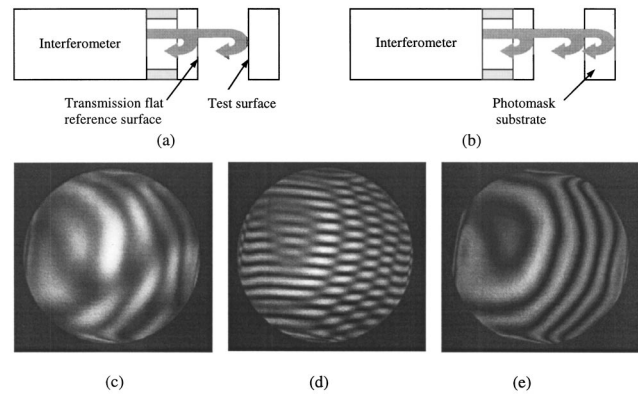 Interferometer
Transmission flat
reference surface
Test surface
(a)
Interferometer
Photomask
substrate
(b)
(c)
(d)
(e)